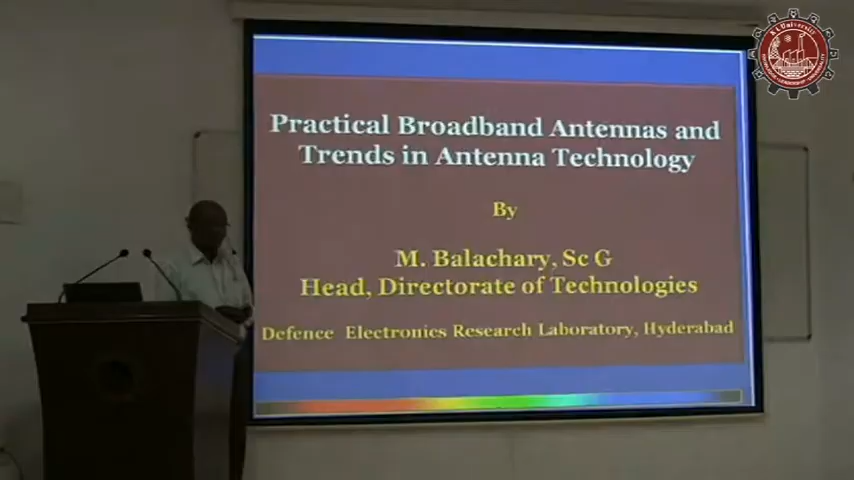 Practical Broadband Antennas and
Trends in Antenna Technology
By
M. Balachary, Sc G
Head, Directorate of Technologies
Defence Electronics Research Laboratory, Hyderabad